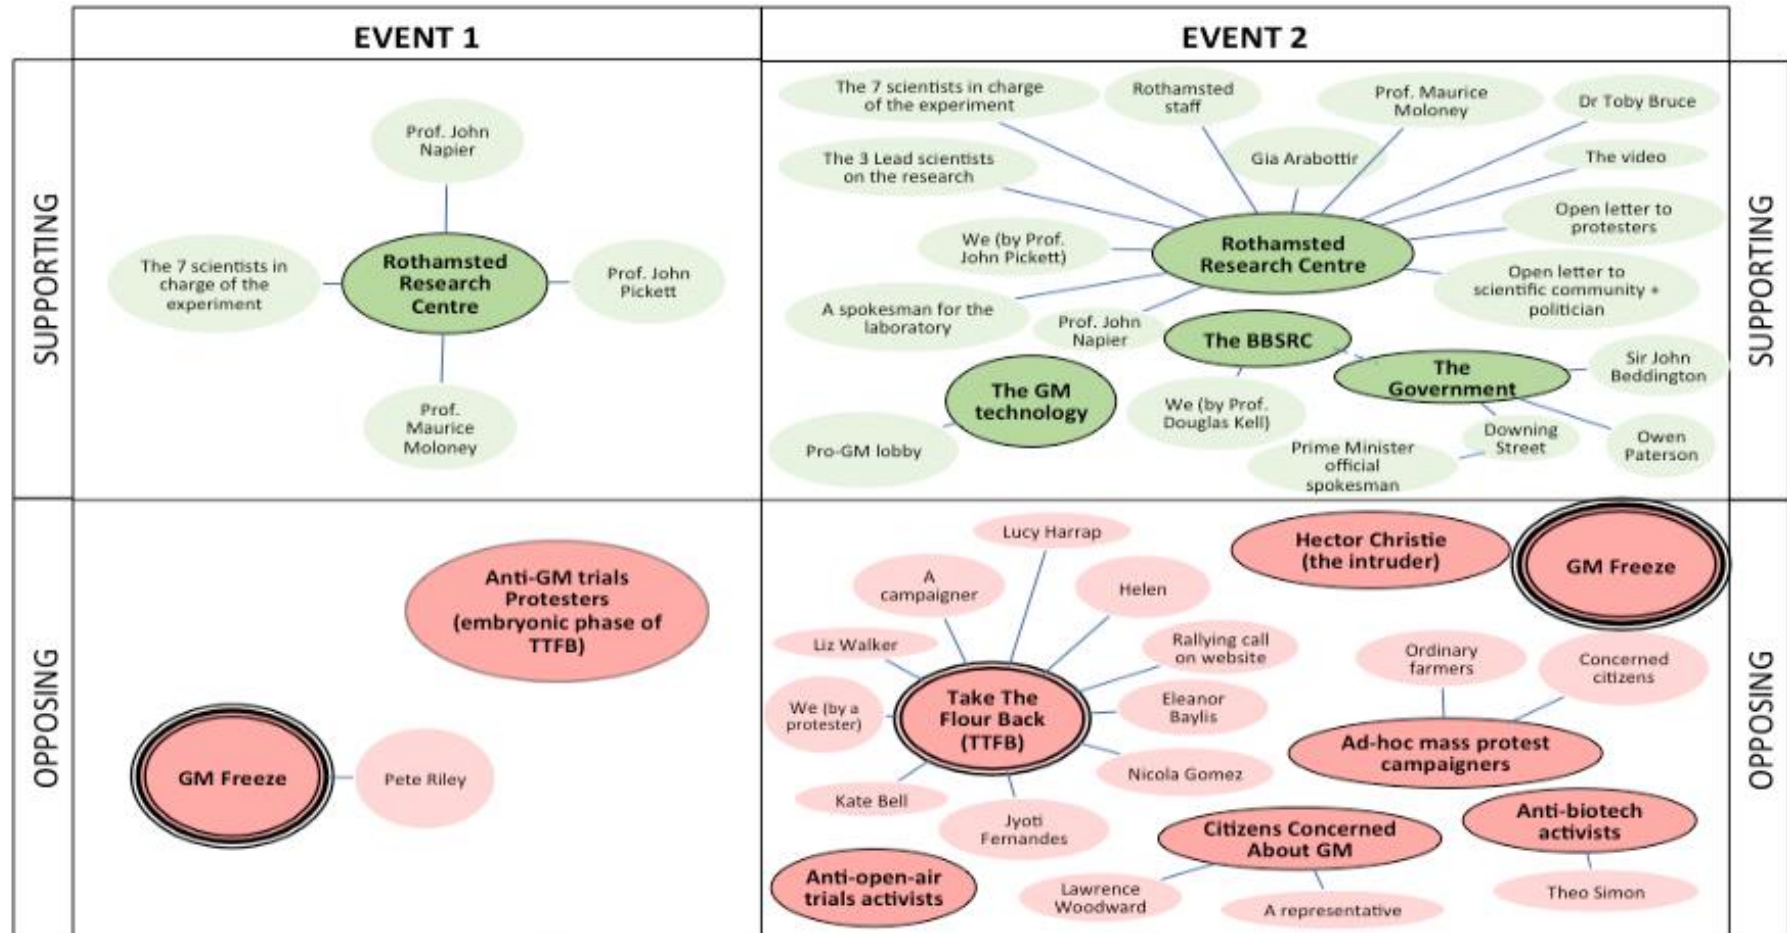 EVENT 1
EVENT 2
SUPPORTING
Prof. John
Napier
The 7 scientists in
charge of the
experiment
Rothamsted
Research
Centre
Prof. John
Pickett
Prof.
Maurice
Moloney
The 7 scientists in charge
of the experiment
Rothamsted
staff
Prof. Maurice
Moloney
Dr Toby Bruce
The 3 Lead scientists
on the research
Gia Arabottir
The video
We (by Prof.
John Pickett)
Rothamsted
Research Centre
Open letter to
protesters
Open letter to
scientific community +
politician
A spokesman for the
laboratory
Prof. John
Napier
The BBSRC
The
Government
Sir John
Beddington
The GM
technology
We (by Prof.
Douglas Kell)
Pro-GM lobby
Prime Minister
official
spokesman
Downing
Street
Owen
Paterson
SUPPORTING
OPPOSING
Anti-GM trials
Protesters
(embryonic phase of
TTFB)
GM Freeze
Pete Riley
Lucy Harrap
Hector Christie
(the intruder)
GM Freeze
A
campaigner
Helen
Liz Walker
Rallying call
on website
Ordinary
farmers
Concerned
citizens
We (by a
protester)
Take The
Flour Back
(TTFB)
Eleanor
Baylis
Ad-hoc mass protest
campaigners
Nicola Gomez
Kate Bell
Jyoti
Fernandes
Citizens Concerned
About GM
Anti-biotech
activists
Anti-open-air
trials activists
Lawrence
Woodward
A representative
Theo Simon
OPPOSING